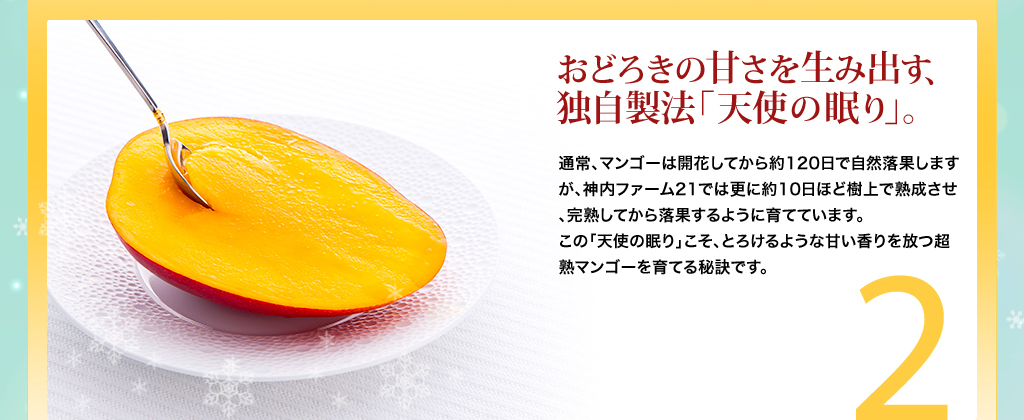 おどろきの甘さを生み出す、
独自製法「天使の眠り」。
通常、マンゴーは開花してから約120日で自然落果します
が、神内ファーム21では更に約10日ほど樹上で熟成させ
、完熟してから落果するように育てています。
この「天使の眠り」こそ、とろけるような甘い香りを放つ超
熟マンゴーを育てる秘訣です。
2